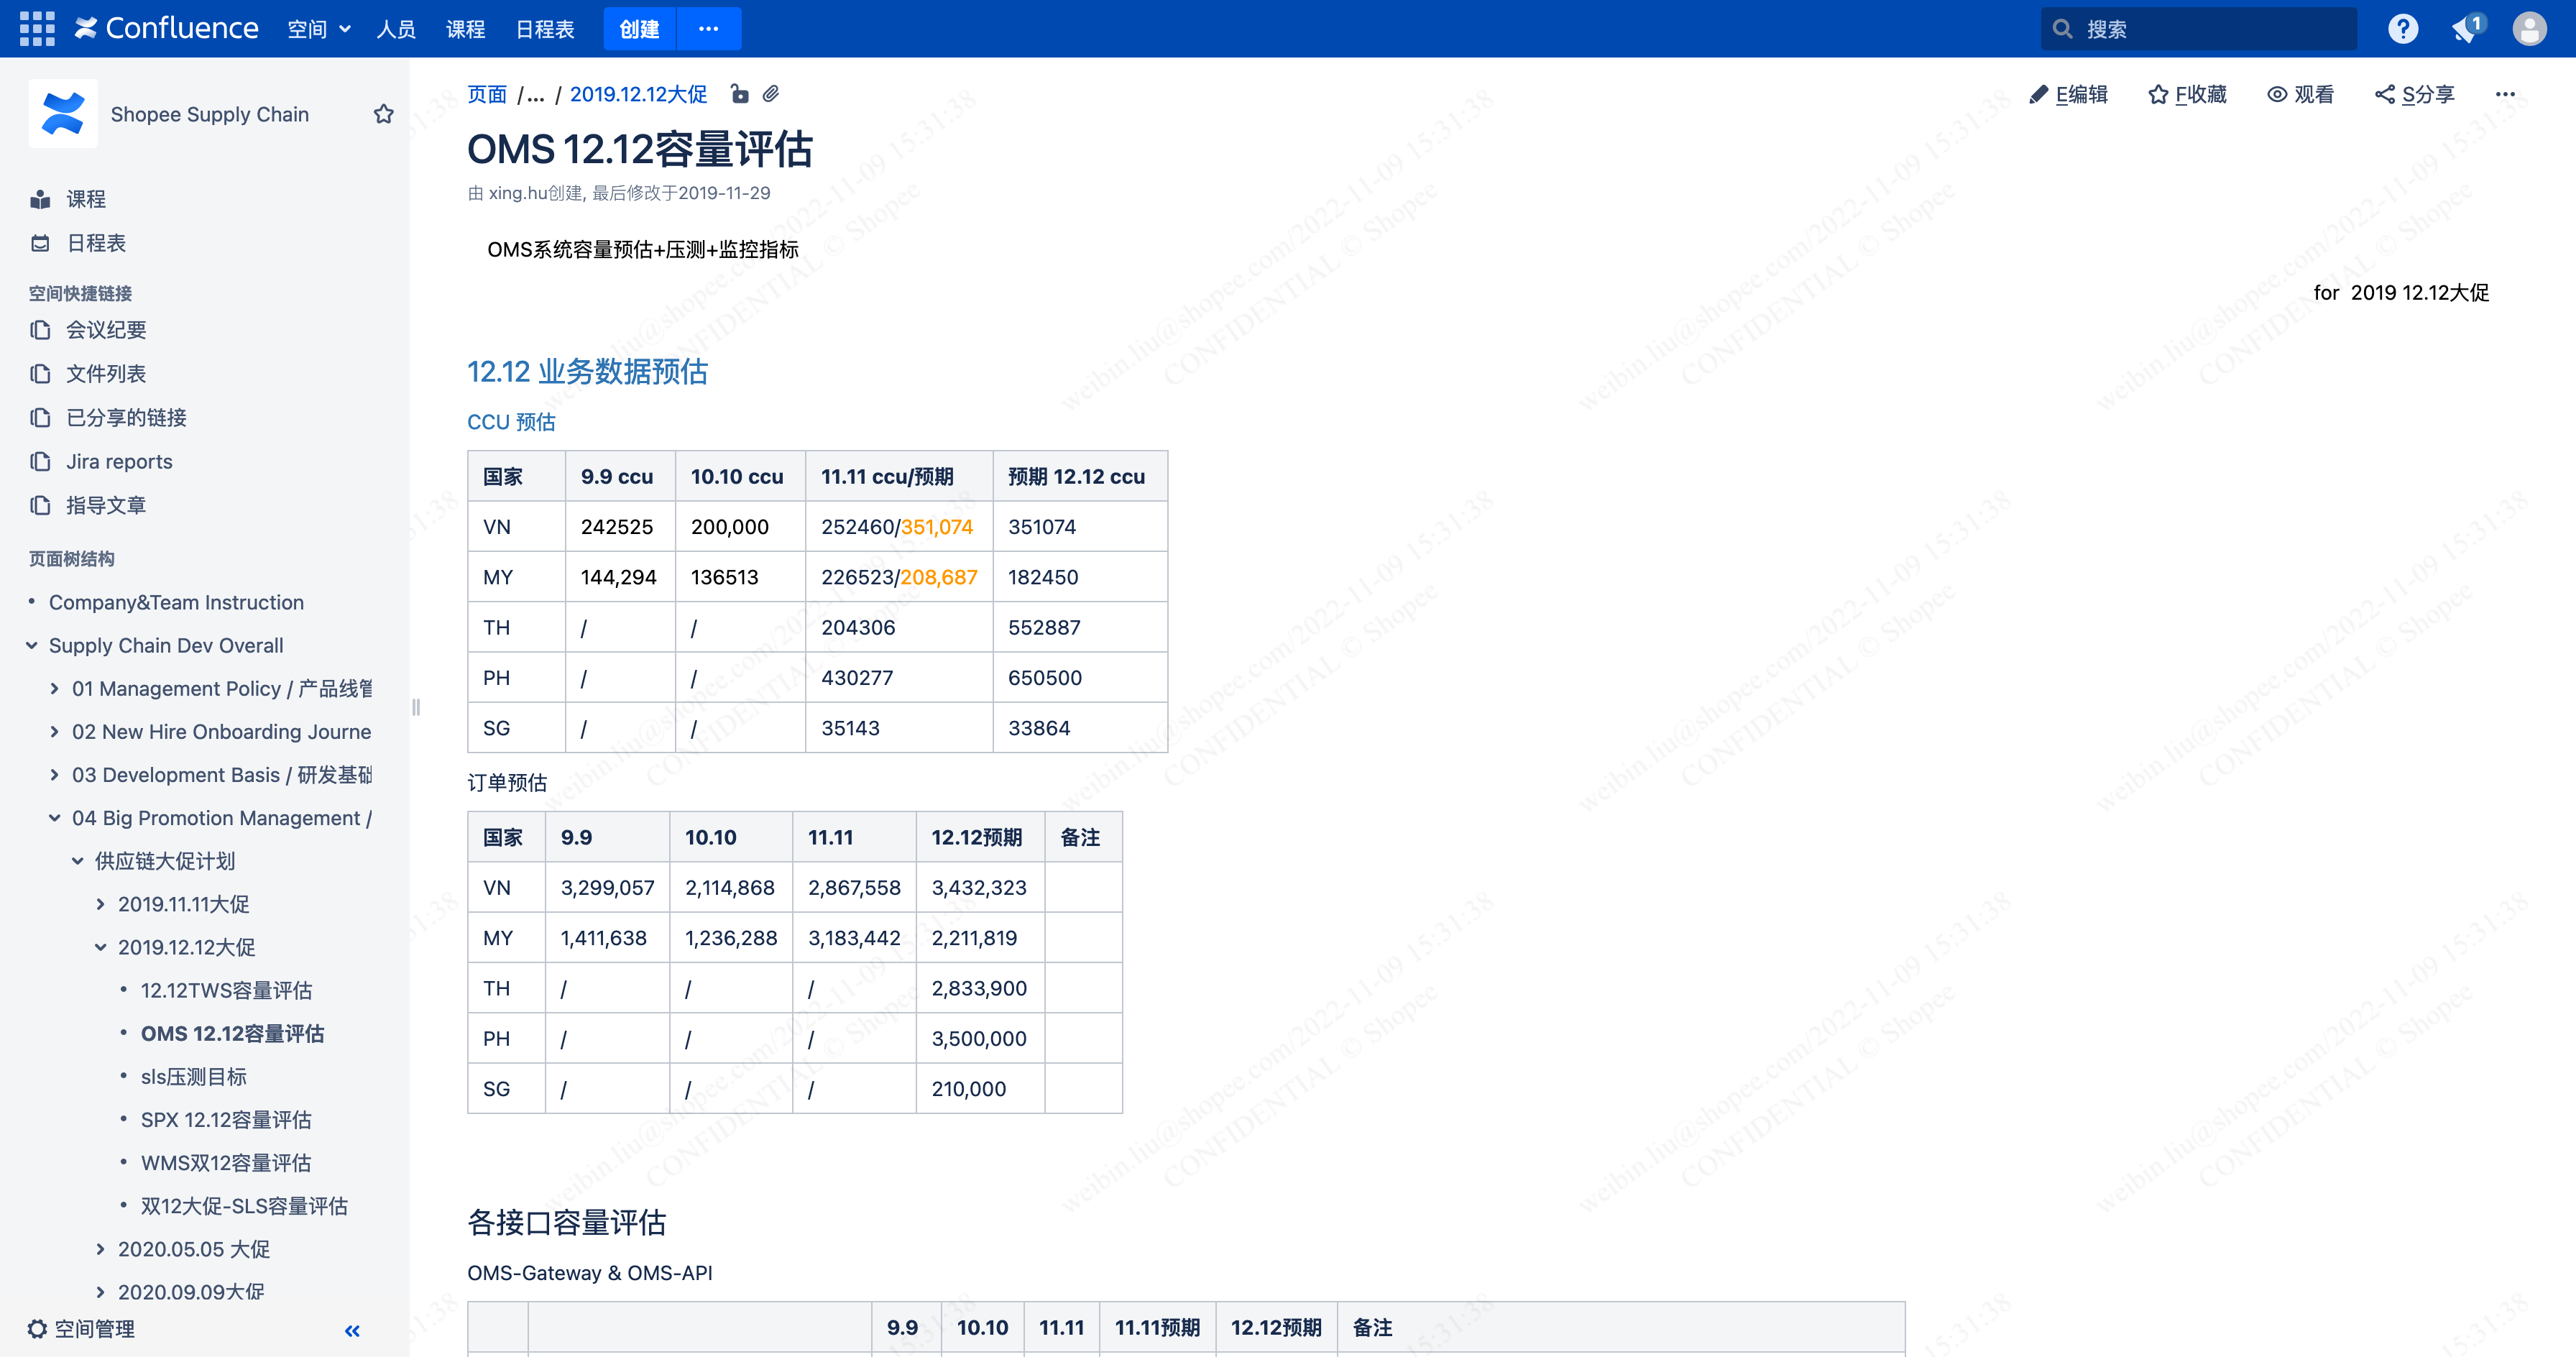 Confluence 空间 人员 课程 日程表 创建 ··· 搜索 1
Shopee Supply Chain
课程
日程表
空间快捷链接
会议纪要
文件列表
已分享的链接
Jira reports
指导文章
页面树结构
Company&Team Instruction
Supply Chain Dev Overall
01 Management Policy / 产品线管
02 New Hire Onboarding Journe
03 Development Basis / 研发基础
04 Big Promotion Management /
供应链大促计划
2019.11.11大促
2019.12.12大促
12.12TWS容量评估
OMS 12.12容量评估
sls压测目标
SPX 12.12容量评估
WMS双12容量评估
双12大促-SLS容量评估
2020.05.05 大促
2020.09.09大促
空间管理
页面 /... / 2019.12.12大促
E编辑 F收藏 观看 S分享 ···
OMS 12.12容量评估
由 xing.hu创建, 最后修改于2019-11-29
OMS系统容量预估+压测+监控指标
for 2019 12.12大促
12.12 业务数据预估
CCU 预估
国家 9.9 ccu 10.10 ccu 11.11 ccu/预期 预期 12.12 ccu
VN 242525 200,000 252460/351,074 351074
MY 144,294 136513 226523/208,687 182450
TH / / 204306 552887
PH / / 430277 650500
SG / / 35143 33864
订单预估
国家 9.9 10.10 11.11 12.12预期 备注
VN 3,299,057 2,114,868 2,867,558 3,432,323
MY 1,411,638 1,236,288 3,183,442 2,211,819
TH / / / 2,833,900
PH / / / 3,500,000
SG / / / 210,000
各接口容量评估
OMS-Gateway & OMS-API
9.9 10.10 11.11 11.11预期 12.12预期 备注
weibin.liu@shopee.com/2022-11-09 15:31:38
CONFIDENTIAL © Shopee